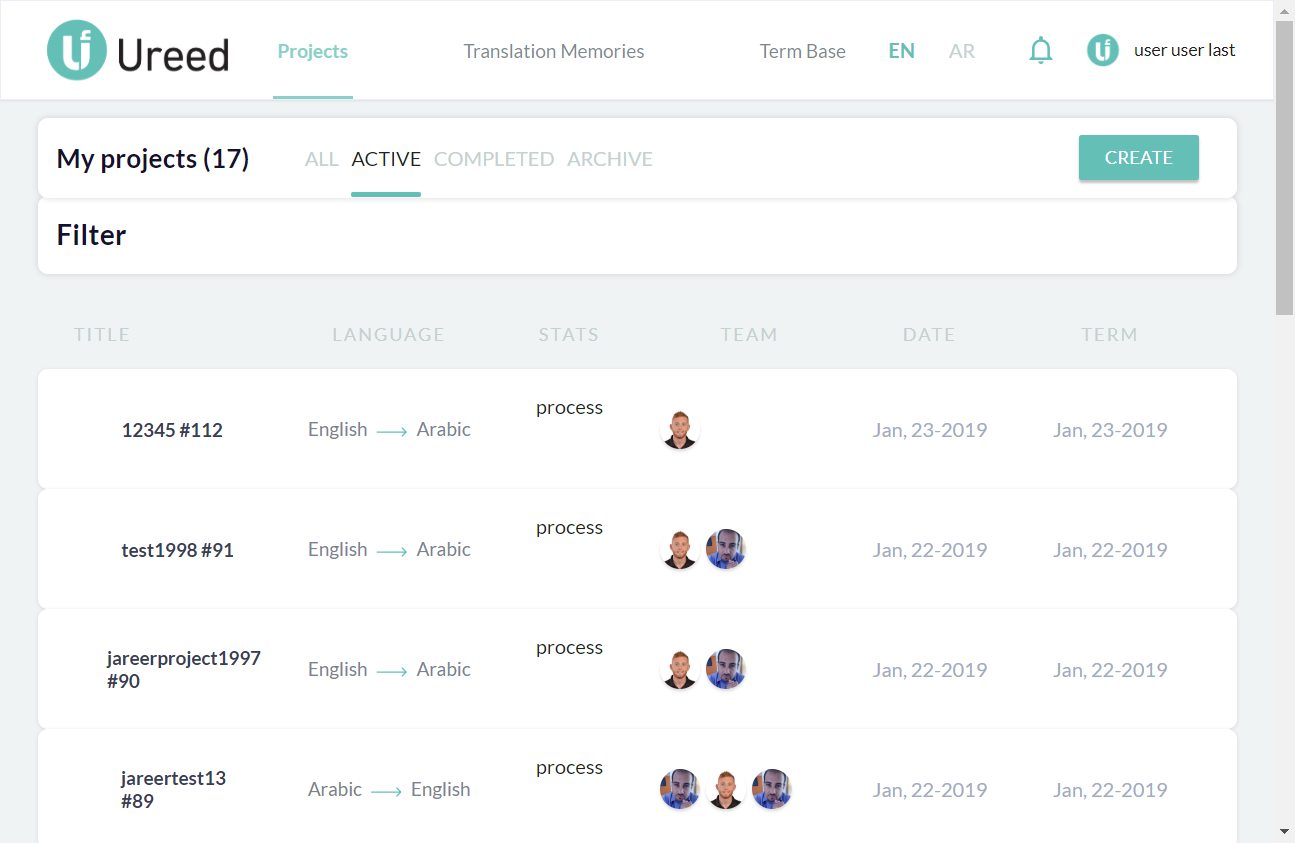 Ureed Projects Translation Memories Term Base EN AR user user last
My projects (17) ALL ACTIVE COMPLETED ARCHIVE CREATE
Filter
TITLE LANGUAGE STATS TEAM DATE TERM
process
12345 #112 English → Arabic Jan, 23-2019 Jan, 23-2019
process
test1998 #91 English → Arabic Jan, 22-2019 Jan, 22-2019
process
jareerproject1997
#90
English → Arabic Jan, 22-2019 Jan, 22-2019
process
jareertest13
#89
Arabic → English Jan, 22-2019 Jan, 22-2019